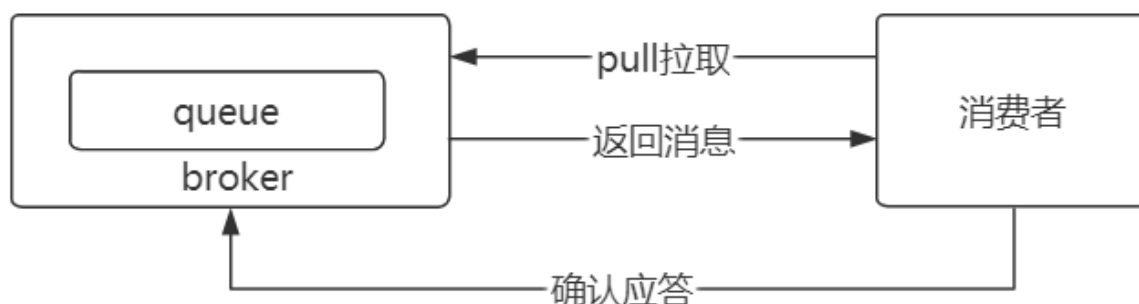 pull拉取
queue
消费者
返回消息
broker
确认应答